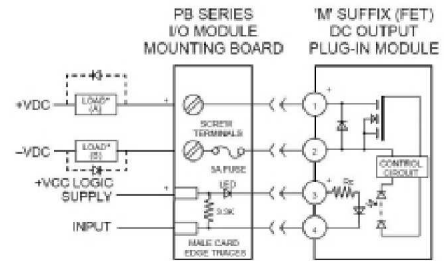 PB SERIES
I/O MODULE
MOUNTING BOARD
'M' SUFFIX (FET)
DC OUTPUT
PLUG-IN MODULE
+VDC
LOAD*
(A)
+
SCREW
TERMINALS
1
+
−VDC
LOAD*
(B)
5A FUSE
2
CONTROL
CIRCUIT
+VCC LOGIC
SUPPLY
+
LED
3.3K
3
+
INPUT
4
MALE CARD
EDGE TRACES